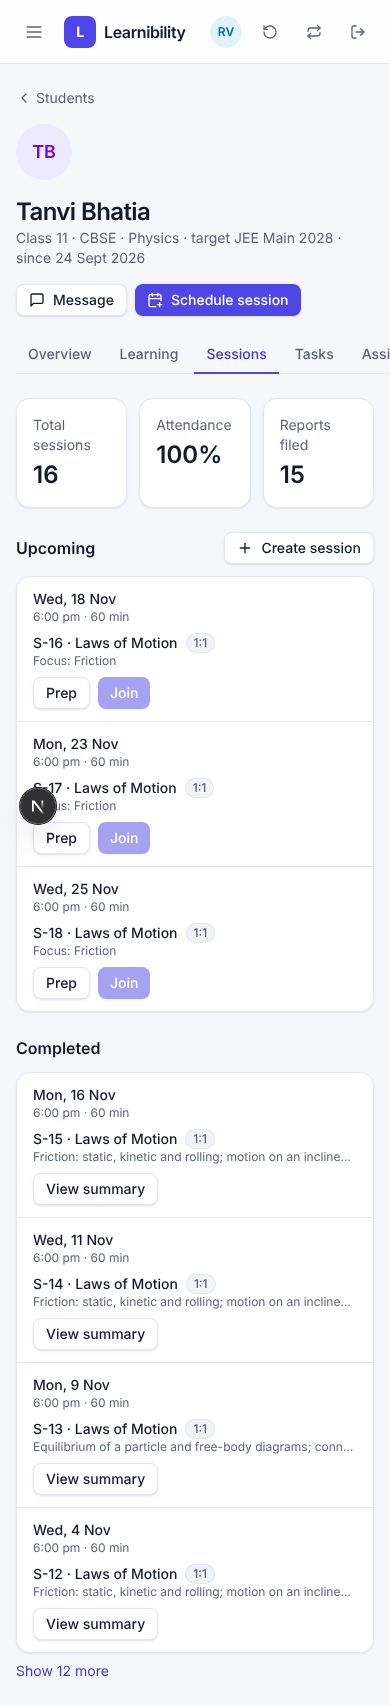 L Learnibility RV
Students
TB
Tanvi Bhatia
Class 11 · CBSE · Physics · target JEE Main 2028 ·
since 24 Sept 2026
Message Schedule session
Overview Learning Sessions Tasks Assi
Total
sessions
16
Attendance
100%
Reports
filed
15
Upcoming
Create session
Wed, 18 Nov
6:00 pm · 60 min
S-16 · Laws of Motion 1:1
Focus: Friction
Prep Join
Mon, 23 Nov
6:00 pm · 60 min
S-17 · Laws of Motion 1:1
N
us: Friction
Prep Join
Wed, 25 Nov
6:00 pm · 60 min
S-18 · Laws of Motion 1:1
Focus: Friction
Prep Join
Completed
Mon, 16 Nov
6:00 pm · 60 min
S-15 · Laws of Motion 1:1
Friction: static, kinetic and rolling; motion on an incline...
View summary
Wed, 11 Nov
6:00 pm · 60 min
S-14 · Laws of Motion 1:1
Friction: static, kinetic and rolling; motion on an incline...
View summary
Mon, 9 Nov
6:00 pm · 60 min
S-13 · Laws of Motion 1:1
Equilibrium of a particle and free-body diagrams; conn...
View summary
Wed, 4 Nov
6:00 pm · 60 min
S-12 · Laws of Motion 1:1
Friction: static, kinetic and rolling; motion on an incline...
View summary
Show 12 more